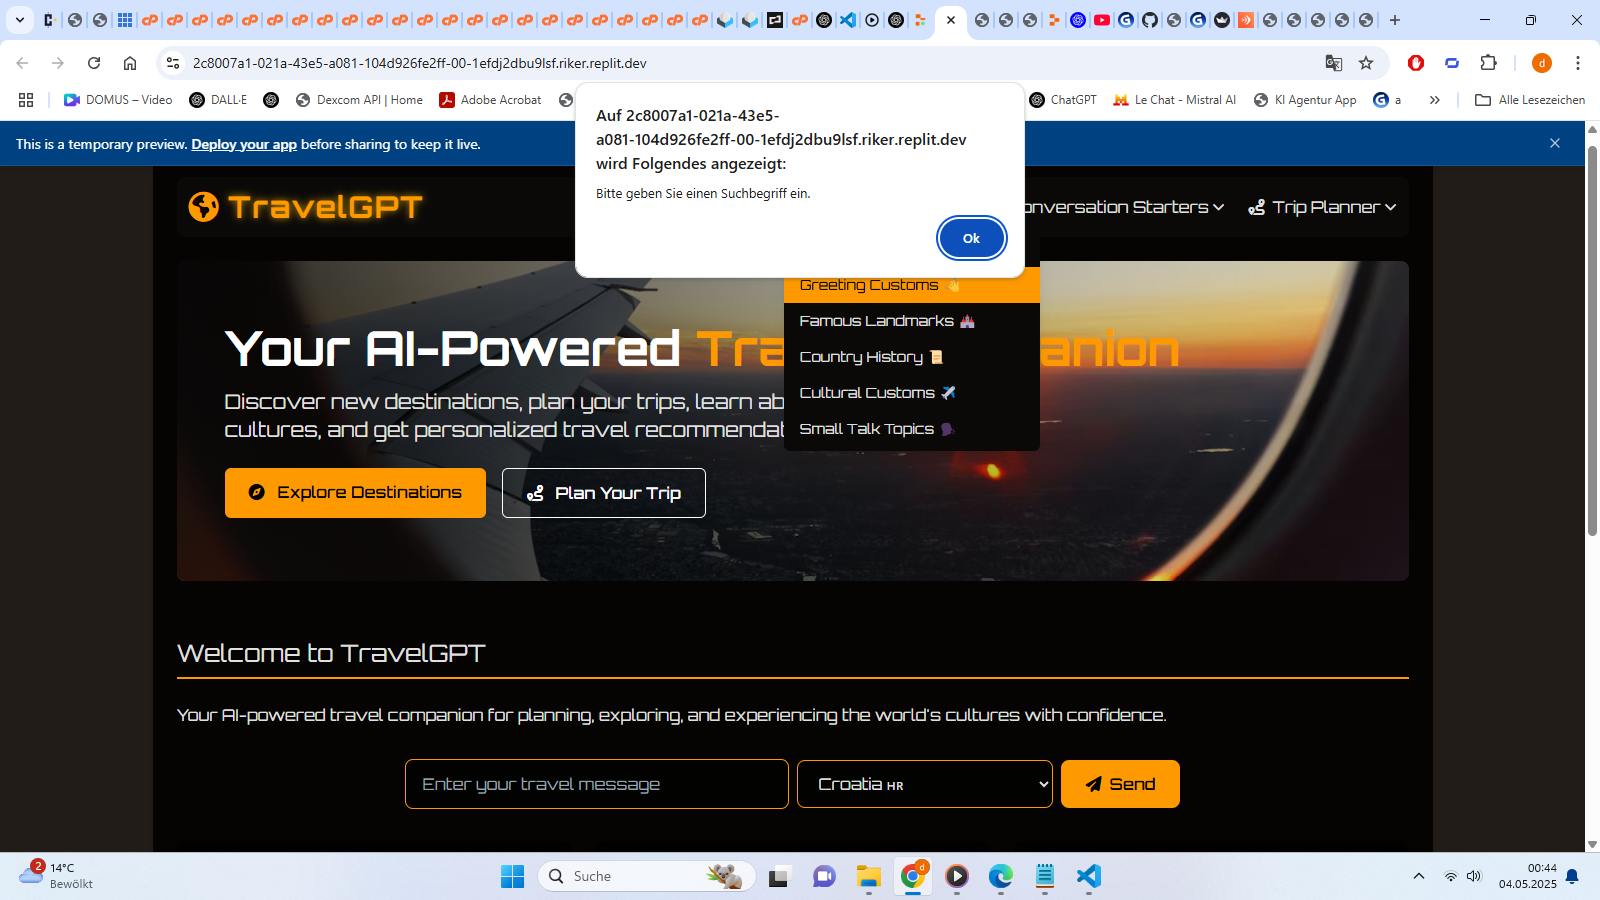 2c8007a1-021a-43e5-a081-104d926fe2ff-00-1efdj2dbu9lsf.riker.replit.dev
d
DOMUS – Video
DALL·E
Dexcom API | Home
Adobe Acrobat
ChatGPT
Le Chat - Mistral AI
KI Agentur App
a
Alle Lesezeichen
This is a temporary preview. Deploy your app before sharing to keep it live.
Auf 2c8007a1-021a-43e5-
a081-104d926fe2ff-00-1efdj2dbu9lsf.riker.replit.dev
wird Folgendes angezeigt:
Bitte geben Sie einen Suchbegriff ein.
Ok
TravelGPT
onversation Starters
Trip Planner
Greeting Customs 👋
Famous Landmarks 🏰
Country History 📜
Cultural Customs ✈️
Small Talk Topics 🗣️
Your AI-Powered Tra anion
Discover new destinations, plan your trips, learn ab
cultures, and get personalized travel recommendat
Explore Destinations
Plan Your Trip
Welcome to TravelGPT
Your AI-powered travel companion for planning, exploring, and experiencing the world's cultures with confidence.
Enter your travel message
Croatia HR
Send
2
14°C
Bewölkt
Suche
d
00:44
04.05.2025